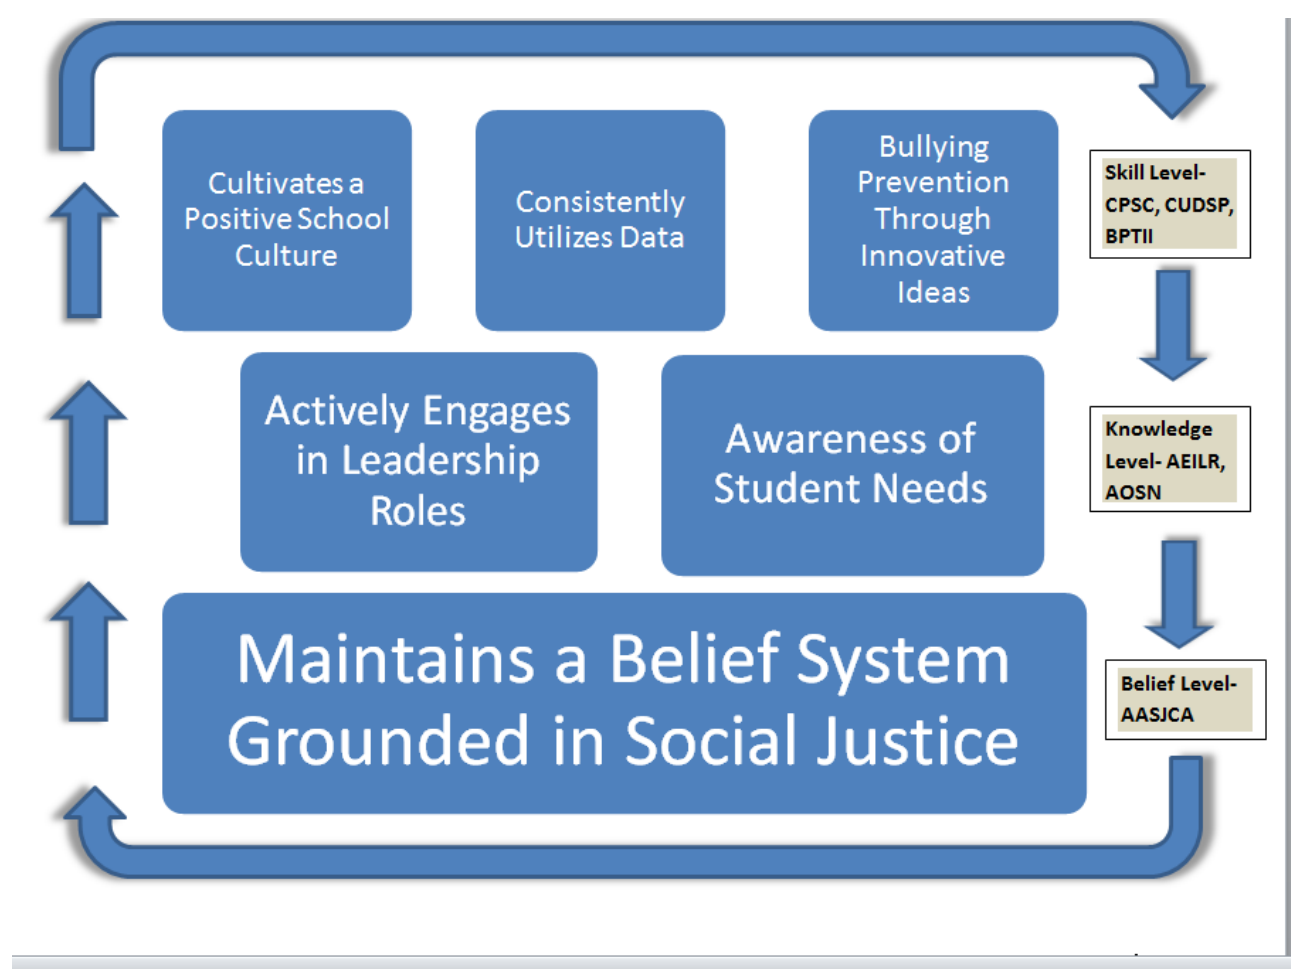 Cultivates a
Positive School
Culture
Consistently
Utilizes Data
Bullying
Prevention
Through
Innovative
Ideas
Skill Level-
CPSC, CUDSP,
BPTII
Actively Engages
in Leadership
Roles
Awareness of
Student Needs
Knowledge
Level- AEILR,
AOSN
Maintains a Belief System
Grounded in Social Justice
Belief Level-
AASJCA